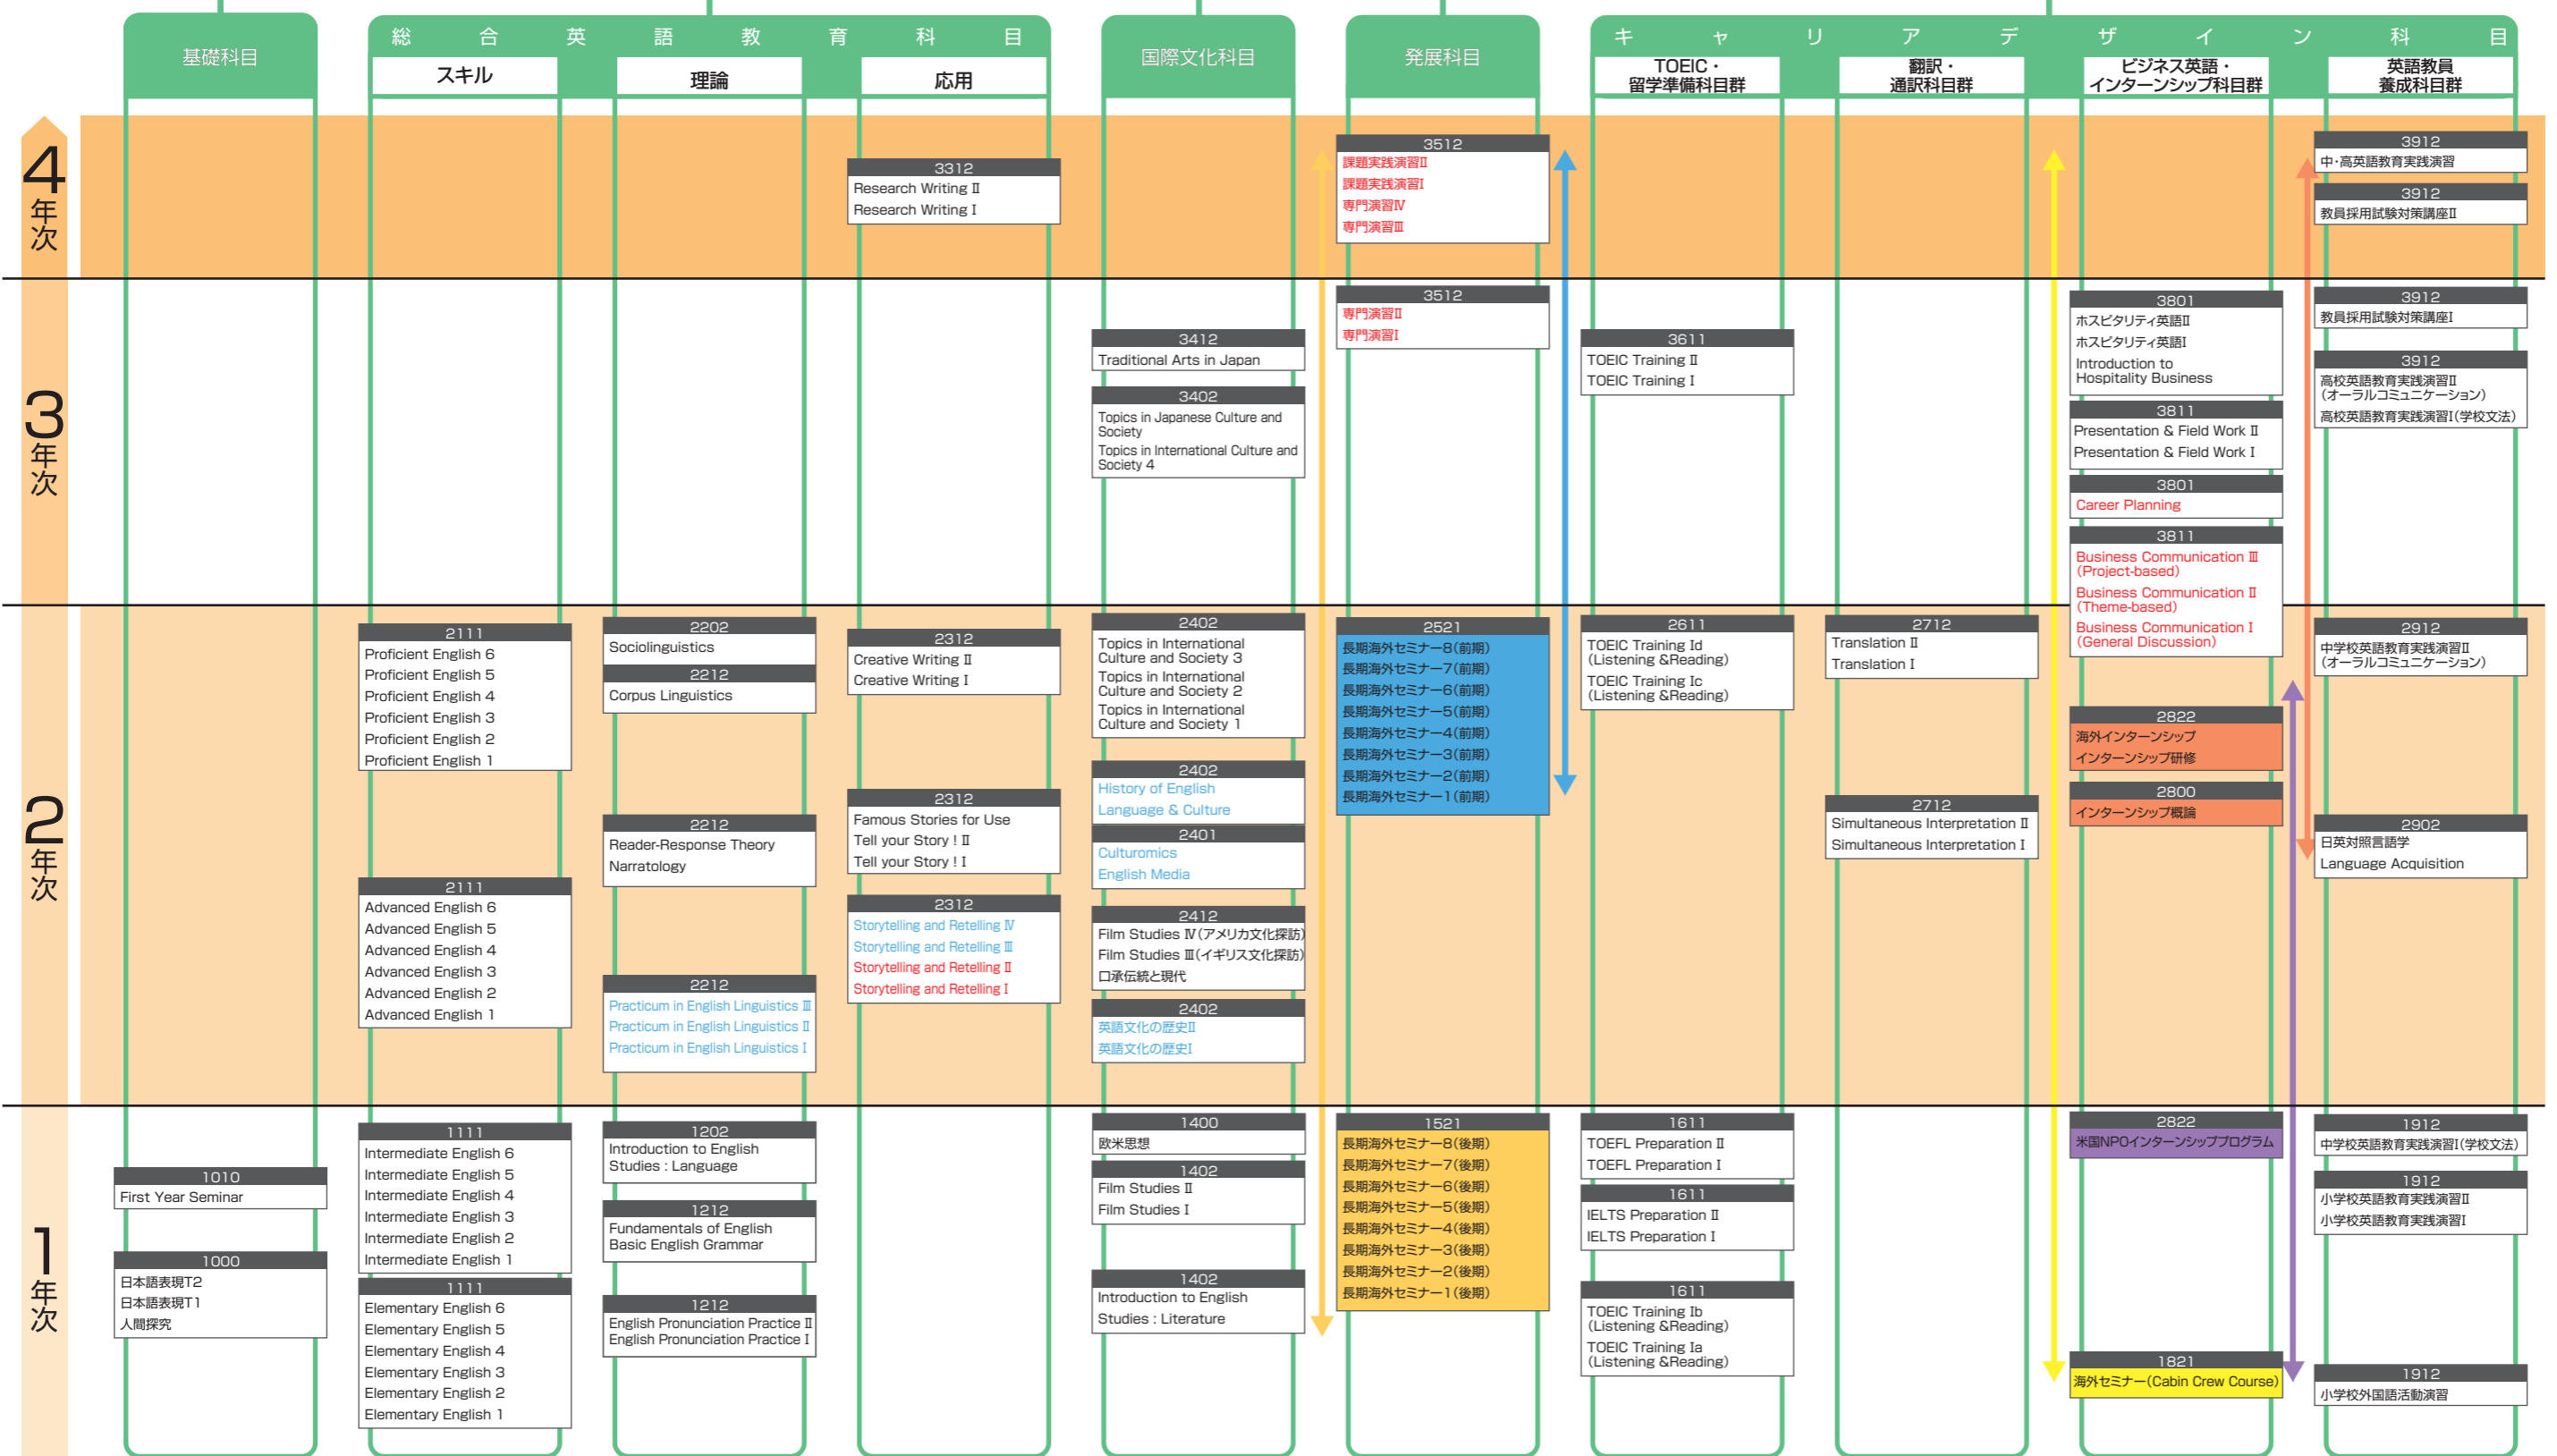 基礎科目
総合英語教育科目
スキル
理論
応用
国際文化科目
発展科目
キャリアデザイン科目
TOEIC・
留学準備科目群
翻訳・
通訳科目群
ビジネス英語・
インターンシップ科目群
英語教員
養成科目群
4年次
3312
Research Writing Ⅱ
Research Writing Ⅰ
3512
課題実践演習Ⅱ
課題実践演習Ⅰ
専門演習Ⅳ
専門演習Ⅲ
3912
中・高英語教育実践演習
3912
教員採用試験対策講座Ⅱ
3年次
3412
Traditional Arts in Japan
3402
Topics in Japanese Culture and
Society
Topics in International Culture and
Society 4
3512
専門演習Ⅱ
専門演習Ⅰ
3611
TOEIC Training Ⅱ
TOEIC Training Ⅰ
3801
ホスピタリティ英語Ⅱ
ホスピタリティ英語Ⅰ
Introduction to
Hospitality Business
3811
Presentation & Field Work Ⅱ
Presentation & Field Work Ⅰ
3801
Career Planning
3811
Business Communication Ⅲ
(Project-based)
Business Communication Ⅱ
(Theme-based)
Business Communication Ⅰ
(General Discussion)
3912
教員採用試験対策講座Ⅰ
3912
高校英語教育実践演習Ⅱ
(オーラルコミュニケーション)
高校英語教育実践演習Ⅰ(学校文法)
2年次
2111
Proficient English 6
Proficient English 5
Proficient English 4
Proficient English 3
Proficient English 2
Proficient English 1
2111
Advanced English 6
Advanced English 5
Advanced English 4
Advanced English 3
Advanced English 2
Advanced English 1
2202
Sociolinguistics
2212
Corpus Linguistics
2212
Reader-Response Theory
Narratology
2212
Practicum in English Linguistics Ⅲ
Practicum in English Linguistics Ⅱ
Practicum in English Linguistics Ⅰ
2312
Creative Writing Ⅱ
Creative Writing Ⅰ
2312
Famous Stories for Use
Tell your Story ! Ⅱ
Tell your Story ! Ⅰ
2312
Storytelling and Retelling Ⅳ
Storytelling and Retelling Ⅲ
Storytelling and Retelling Ⅱ
Storytelling and Retelling Ⅰ
2402
Topics in International
Culture and Society 3
Topics in International
Culture and Society 2
Topics in International
Culture and Society 1
2402
History of English
Language & Culture
2401
Culturomics
English Media
2412
Film Studies Ⅳ(アメリカ文化探訪)
Film Studies Ⅲ(イギリス文化探訪)
口承伝統と現代
2402
英語文化の歴史Ⅱ
英語文化の歴史Ⅰ
2521
長期海外セミナー8(前期)
長期海外セミナー7(前期)
長期海外セミナー6(前期)
長期海外セミナー5(前期)
長期海外セミナー4(前期)
長期海外セミナー3(前期)
長期海外セミナー2(前期)
長期海外セミナー1(前期)
2611
TOEIC Training Ⅰd
(Listening &Reading)
TOEIC Training Ⅰc
(Listening &Reading)
2712
Translation Ⅱ
Translation Ⅰ
2712
Simultaneous Interpretation Ⅱ
Simultaneous Interpretation Ⅰ
2822
海外インターンシップ
インターンシップ研修
2800
インターンシップ概論
2912
中学校英語教育実践演習Ⅱ
(オーラルコミュニケーション)
2902
日英対照言語学
Language Acquisition
1年次
1010
First Year Seminar
1000
日本語表現T2
日本語表現T1
人間探究
1111
Intermediate English 6
Intermediate English 5
Intermediate English 4
Intermediate English 3
Intermediate English 2
Intermediate English 1
1111
Elementary English 6
Elementary English 5
Elementary English 4
Elementary English 3
Elementary English 2
Elementary English 1
1202
Introduction to English
Studies : Language
1212
Fundamentals of English
Basic English Grammar
1212
English Pronunciation Practice Ⅱ
English Pronunciation Practice Ⅰ
1400
欧米思想
1402
Film Studies Ⅱ
Film Studies Ⅰ
1402
Introduction to English
Studies : Literature
1521
長期海外セミナー8(後期)
長期海外セミナー7(後期)
長期海外セミナー6(後期)
長期海外セミナー5(後期)
長期海外セミナー4(後期)
長期海外セミナー3(後期)
長期海外セミナー2(後期)
長期海外セミナー1(後期)
1611
TOEFL Preparation Ⅱ
TOEFL Preparation Ⅰ
1611
IELTS Preparation Ⅱ
IELTS Preparation Ⅰ
1611
TOEIC Training Ⅰb
(Listening &Reading)
TOEIC Training Ⅰa
(Listening &Reading)
2822
米国NPOインターンシッププログラム
1821
海外セミナー(Cabin Crew Course)
1912
中学校英語教育実践演習Ⅰ(学校文法)
1912
小学校英語教育実践演習Ⅱ
小学校英語教育実践演習Ⅰ
1912
小学校外国語活動演習